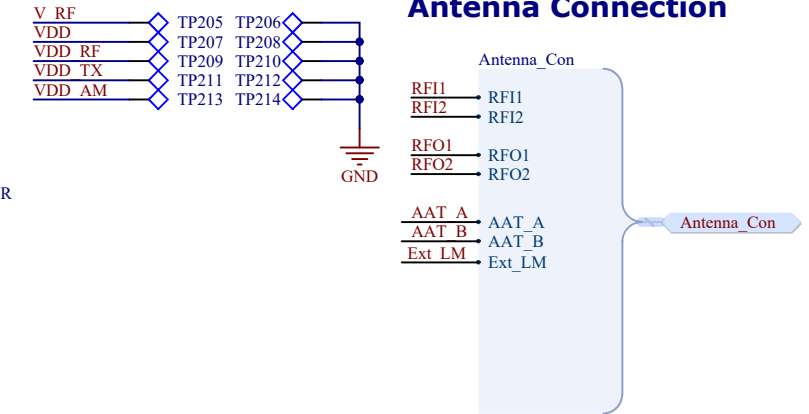 Antenna Connection
V_RF
VDD
VDD_RF
VDD_TX
VDD_AM
TP205 TP206
TP207 TP208
TP209 TP210
TP211 TP212
TP213 TP214
GND
R
Antenna_Con
RFI1 RFI1
RFI2 RFI2
RFO1 RFO1
RFO2 RFO2
AAT_A AAT_A
AAT_B AAT_B
Ext_LM Ext_LM
Antenna_Con